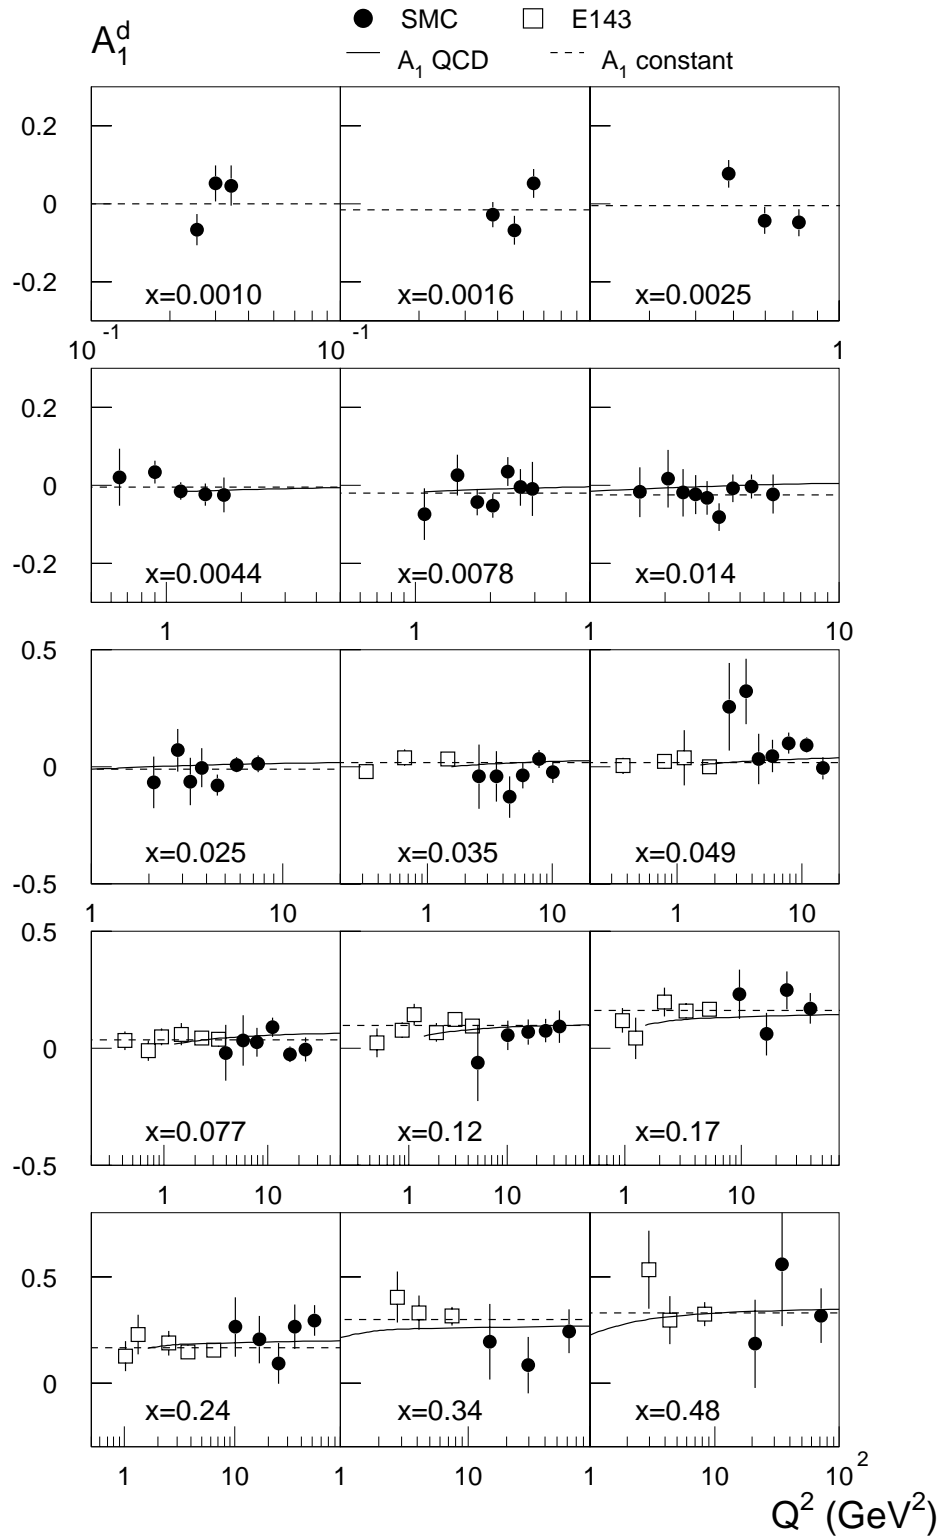 A₁ᵈ
SMC E143
A₁ QCD A₁ constant
0.2
0
-0.2
x=0.0010 x=0.0016 x=0.0025
10⁻¹ 10⁻¹ 1
0.2
0
-0.2
x=0.0044 x=0.0078 x=0.014
1 1 1 10
0.5
0
-0.5
x=0.025 x=0.035 x=0.049
1 10 1 10 1 10
0.5
0
-0.5
x=0.077 x=0.12 x=0.17
1 10 1 10 1 10
0.5
0
x=0.24 x=0.34 x=0.48
1 10 1 10 1 10 10²
Q² (GeV²)